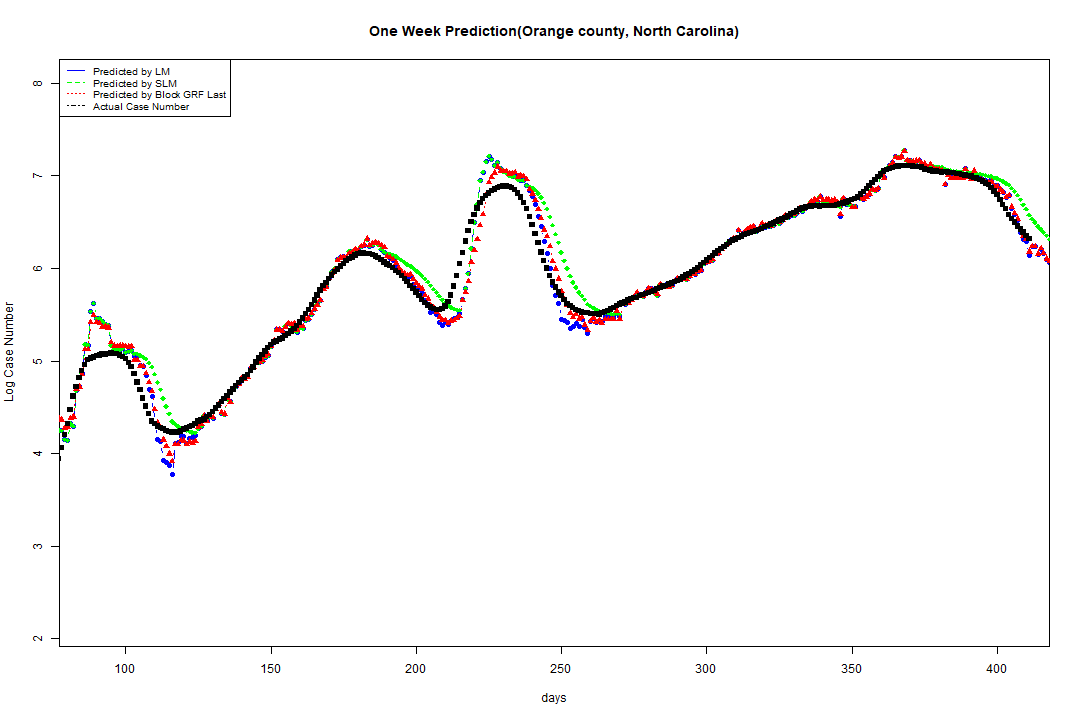 One Week Prediction(Orange county, North Carolina)
Predicted by LM
Predicted by SLM
Predicted by Block GRF Last
Actual Case Number
8
7
6
5
4
3
2
Log Case Number
100 150 200 250 300 350 400
days